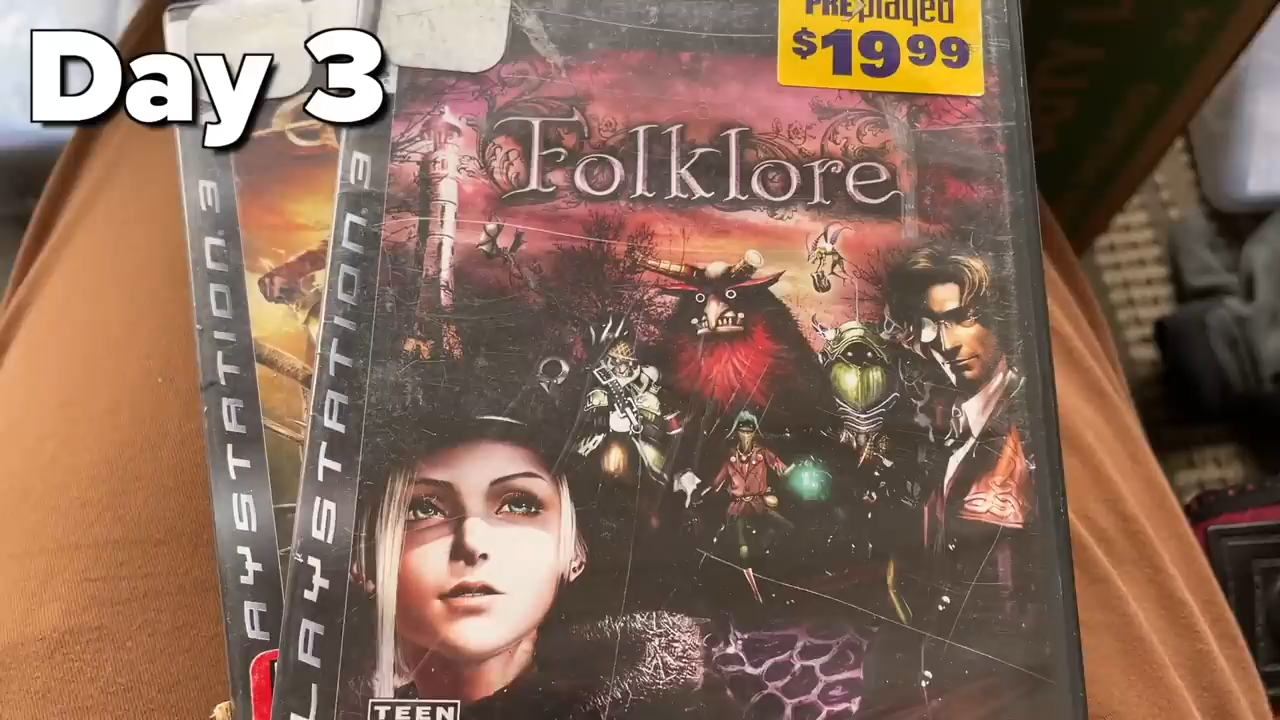 Day 3
PREplayed
$19.99
Folklore
PLAYSTATION 3
PLAYSTATION 3
TEEN